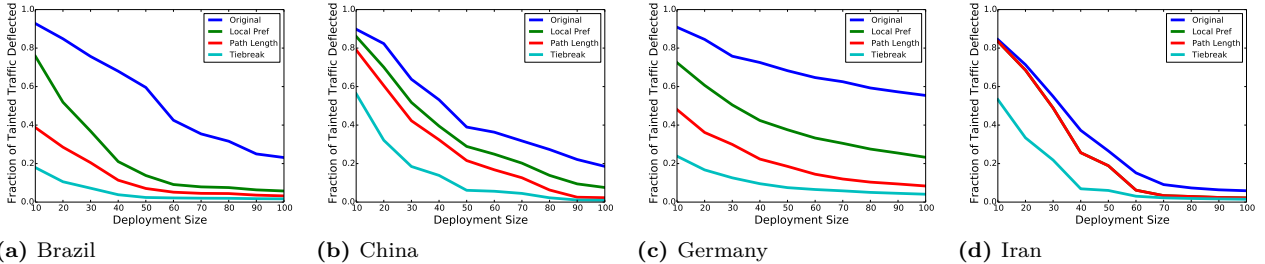 Fraction of Tainted Traffic Deflected
1.0
0.8
0.6
0.4
0.2
0.0
10 20 30 40 50 60 70 80 90 100
Deployment Size
Original
Local Pref
Path Length
Tiebreak
(a) Brazil
Fraction of Tainted Traffic Deflected
1.0
0.8
0.6
0.4
0.2
0.0
10 20 30 40 50 60 70 80 90 100
Deployment Size
Original
Local Pref
Path Length
Tiebreak
(b) China
Fraction of Tainted Traffic Deflected
1.0
0.8
0.6
0.4
0.2
0.0
10 20 30 40 50 60 70 80 90 100
Deployment Size
Original
Local Pref
Path Length
Tiebreak
(c) Germany
Fraction of Tainted Traffic Deflected
1.0
0.8
0.6
0.4
0.2
0.0
10 20 30 40 50 60 70 80 90 100
Deployment Size
Original
Local Pref
Path Length
Tiebreak
(d) Iran